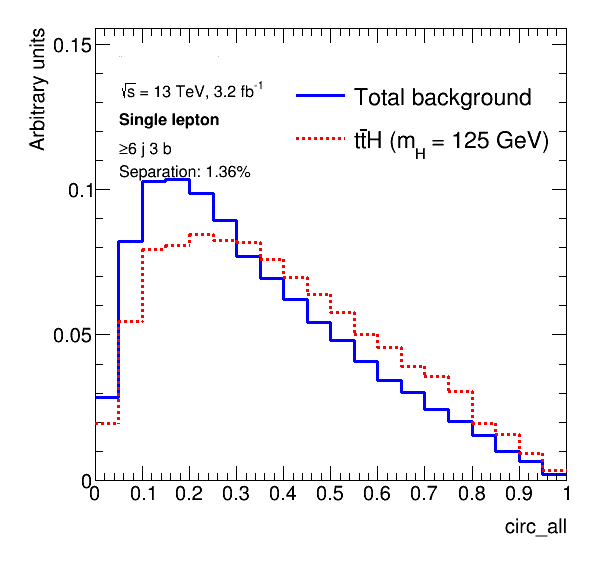 Arbitrary units
0.15
0.1
0.05
0
√s = 13 TeV, 3.2 fb⁻¹
Single lepton
≥6 j 3 b
Separation: 1.36%
Total background
tt̄H (m_H = 125 GeV)
0 0.1 0.2 0.3 0.4 0.5 0.6 0.7 0.8 0.9 1
circ_all